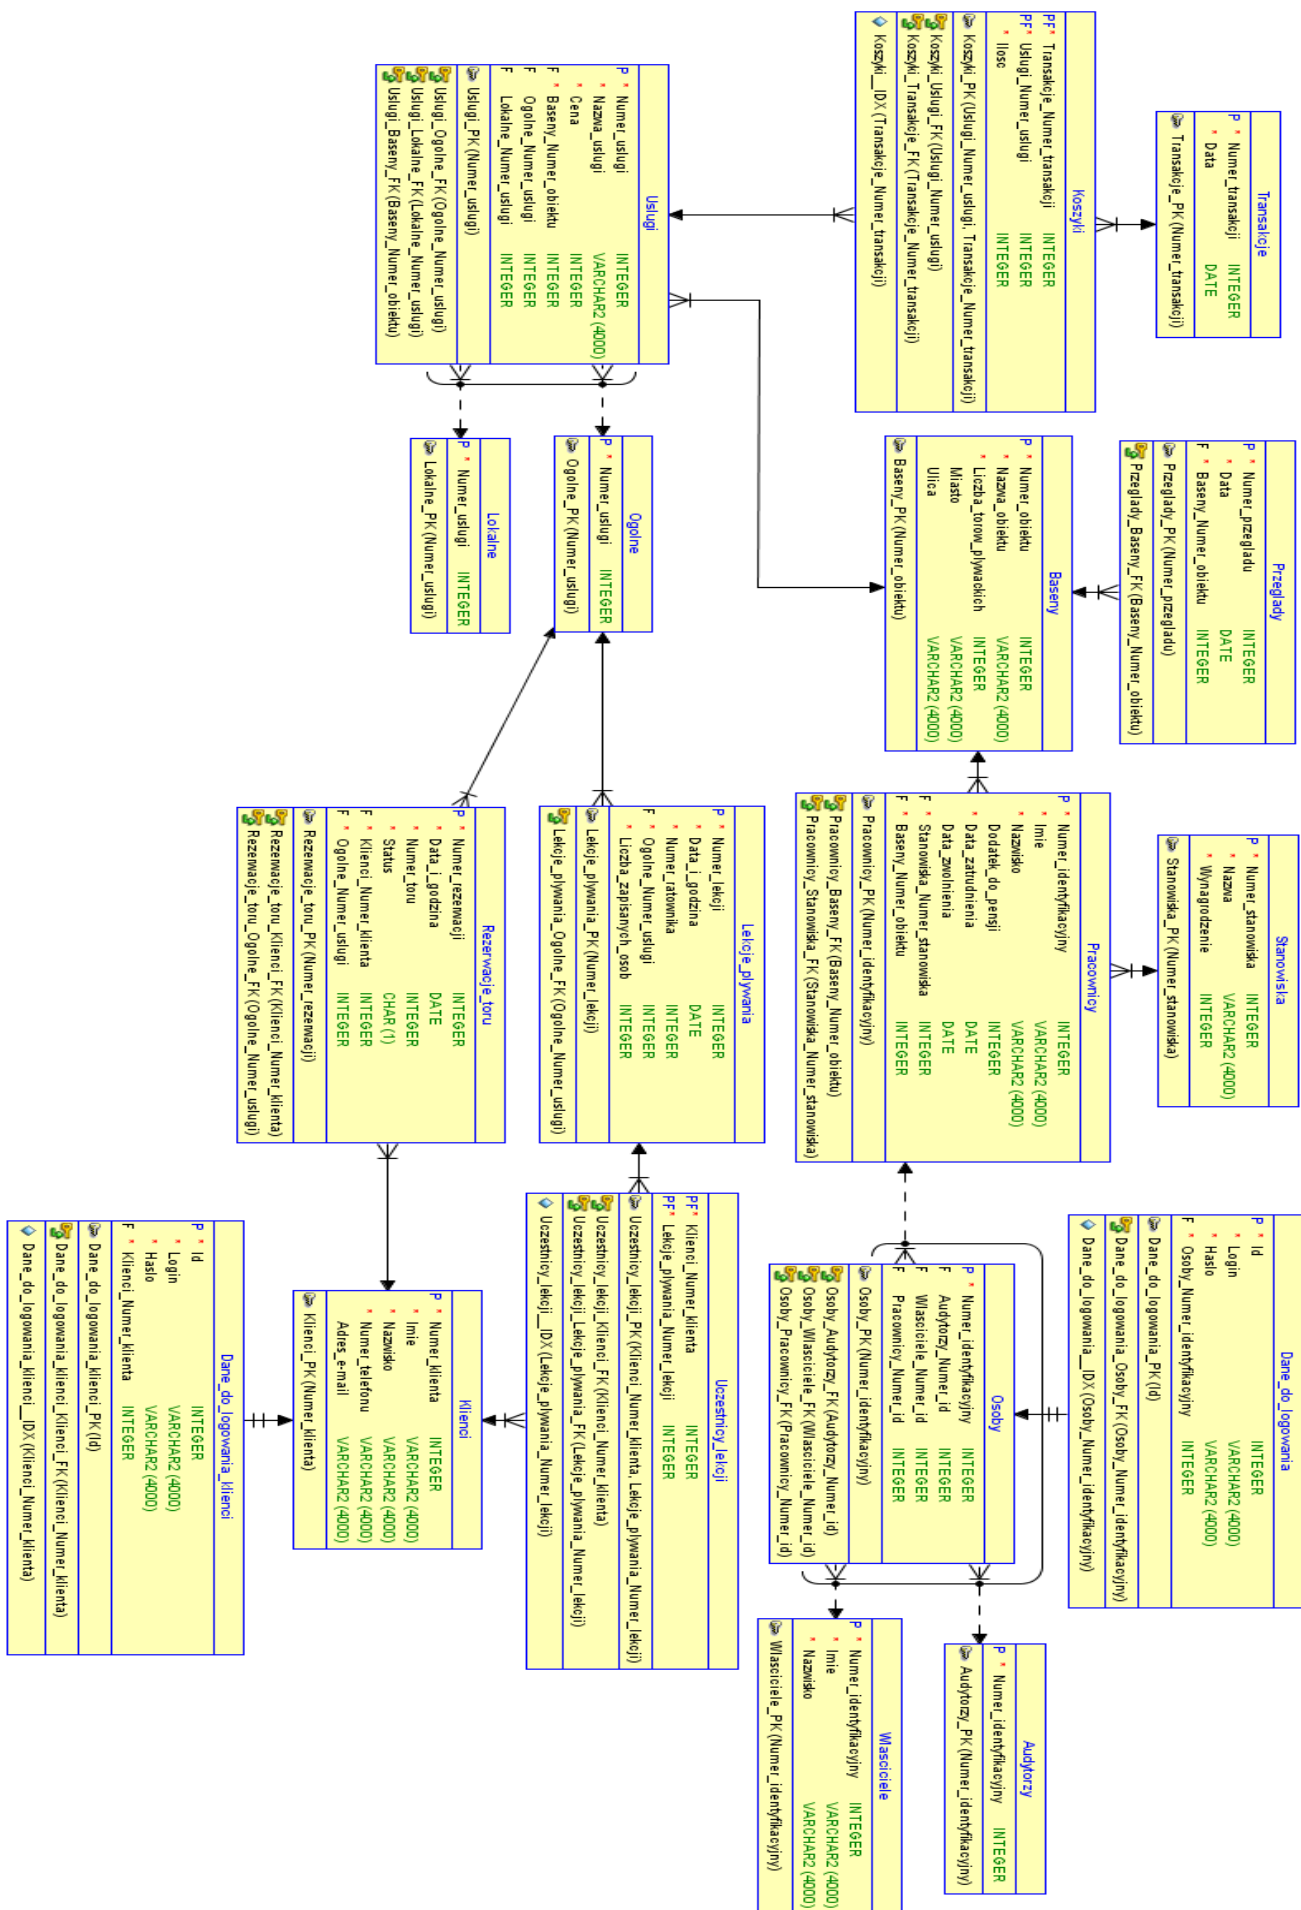 Transakcje
P * Numer_transakcji INTEGER
* Data DATE
Transakcje_PK (Numer_transakcji)
Przeglady
P * Numer_przegladu INTEGER
* Data DATE
F * Baseny_Numer_obiektu INTEGER
Przeglady_PK (Numer_przegladu)
Przeglady_Baseny_FK (Baseny_Numer_obiektu)
Stanowiska
P * Numer_stanowiska INTEGER
* Nazwa VARCHAR2 (4000)
* Wynagrodzenie INTEGER
Stanowiska_PK (Numer_stanowiska)
Dane_do_logowania
P * Id INTEGER
* Login VARCHAR2 (4000)
* Haslo VARCHAR2 (4000)
F * Osoby_Numer_identyfikacyjny INTEGER
Dane_do_logowania_PK (Id)
Dane_do_logowania_Osoby_FK (Osoby_Numer_identyfikacyjny)
Dane_do_logowania__IDX (Osoby_Numer_identyfikacyjny)
Koszyki
PF* Transakcje_Numer_transakcji INTEGER
PF* Uslugi_Numer_uslugi INTEGER
* Ilosc INTEGER
Koszyki_PK (Uslugi_Numer_uslugi, Transakcje_Numer_transakcji)
Koszyki_Uslugi_FK (Uslugi_Numer_uslugi)
Koszyki_Transakcje_FK (Transakcje_Numer_transakcji)
Koszyki__IDX (Transakcje_Numer_transakcji)
Baseny
P * Numer_obiektu INTEGER
* Nazwa_obiektu VARCHAR2 (4000)
* Liczba_torow_plywackich INTEGER
Miasto VARCHAR2 (4000)
Ulica VARCHAR2 (4000)
Baseny_PK (Numer_obiektu)
Pracownicy
P * Numer_identyfikacyjny INTEGER
* Imie VARCHAR2 (4000)
* Nazwisko VARCHAR2 (4000)
Dodatek_do_pensji INTEGER
* Data_zatudnienia DATE
Data_zwolnienia DATE
F * Stanowiska_Numer_stanowiska INTEGER
F * Baseny_Numer_obiektu INTEGER
Pracownicy_PK (Numer_identyfikacyjny)
Pracownicy_Baseny_FK (Baseny_Numer_obiektu)
Pracownicy_Stanowiska_FK (Stanowiska_Numer_stanowiska)
Osoby
P * Numer_identyfikacyjny INTEGER
F Audytorzy_Numer_id INTEGER
F Wlasciciele_Numer_id INTEGER
F Pracownicy_Numer_id INTEGER
Osoby_PK (Numer_identyfikacyjny)
Osoby_Audytorzy_FK (Audytorzy_Numer_id)
Osoby_Wlasciciele_FK (Wlasciciele_Numer_id)
Osoby_Pracownicy_FK (Pracownicy_Numer_id)
Audytorzy
P * Numer_identyfikacyjny INTEGER
Audytorzy_PK (Numer_identyfikacyjny)
Wlasciciele
P * Numer_identyfikacyjny INTEGER
* Imie VARCHAR2 (4000)
* Nazwisko VARCHAR2 (4000)
Wlasciciele_PK (Numer_identyfikacyjny)
Uslugi
P * Numer_uslugi INTEGER
* Nazwa_uslugi VARCHAR2 (4000)
* Cena INTEGER
F * Baseny_Numer_obiektu INTEGER
F Ogolne_Numer_uslugi INTEGER
F Lokalne_Numer_uslugi INTEGER
Uslugi_PK (Numer_uslugi)
Uslugi_Ogolne_FK (Ogolne_Numer_uslugi)
Uslugi_Lokalne_FK (Lokalne_Numer_uslugi)
Uslugi_Baseny_FK (Baseny_Numer_obiektu)
Ogolne
P * Numer_uslugi INTEGER
Ogolne_PK (Numer_uslugi)
Lokalne
P * Numer_uslugi INTEGER
Lokalne_PK (Numer_uslugi)
Lekcje_plywania
P * Numer_lekcji INTEGER
* Data_i_godzina DATE
* Numer_ratownika INTEGER
F * Ogolne_Numer_uslugi INTEGER
* Liczba_zapisanych_osob INTEGER
Lekcje_plywania_PK (Numer_lekcji)
Lekcje_plywania_Ogolne_FK (Ogolne_Numer_uslugi)
Uczestnicy_lekcji
PF* Klienci_Numer_klienta INTEGER
PF* Lekcje_plywania_Numer_lekcji INTEGER
Uczestnicy_lekcji_PK (Klienci_Numer_klienta, Lekcje_plywania_Numer_lekcji)
Uczestnicy_lekcji_Klienci_FK (Klienci_Numer_klienta)
Uczestnicy_lekcji_Lekcje_plywania_FK (Lekcje_plywania_Numer_lekcji)
Uczestnicy_lekcji__IDX (Lekcje_plywania_Numer_lekcji)
Rezerwacje_toru
P * Numer_rezerwacji INTEGER
* Data_i_godzina DATE
* Numer_toru INTEGER
* Status CHAR (1)
F * Klienci_Numer_klienta INTEGER
F * Ogolne_Numer_uslugi INTEGER
Rezerwacje_toru_PK (Numer_rezerwacji)
Rezerwacje_toru_Klienci_FK (Klienci_Numer_klienta)
Rezerwacje_toru_Ogolne_FK (Ogolne_Numer_uslugi)
Klienci
P * Numer_klienta INTEGER
* Imie VARCHAR2 (4000)
* Nazwisko VARCHAR2 (4000)
* Numer_telefonu VARCHAR2 (4000)
Adres_e-mail VARCHAR2 (4000)
Klienci_PK (Numer_klienta)
Dane_do_logowania_klienci
P * Id INTEGER
* Login VARCHAR2 (4000)
* Haslo VARCHAR2 (4000)
F * Klienci_Numer_klienta INTEGER
Dane_do_logowania_klienci_PK (Id)
Dane_do_logowania_klienci_Klienci_FK (Klienci_Numer_klienta)
Dane_do_logowania_klienci__IDX (Klienci_Numer_klienta)